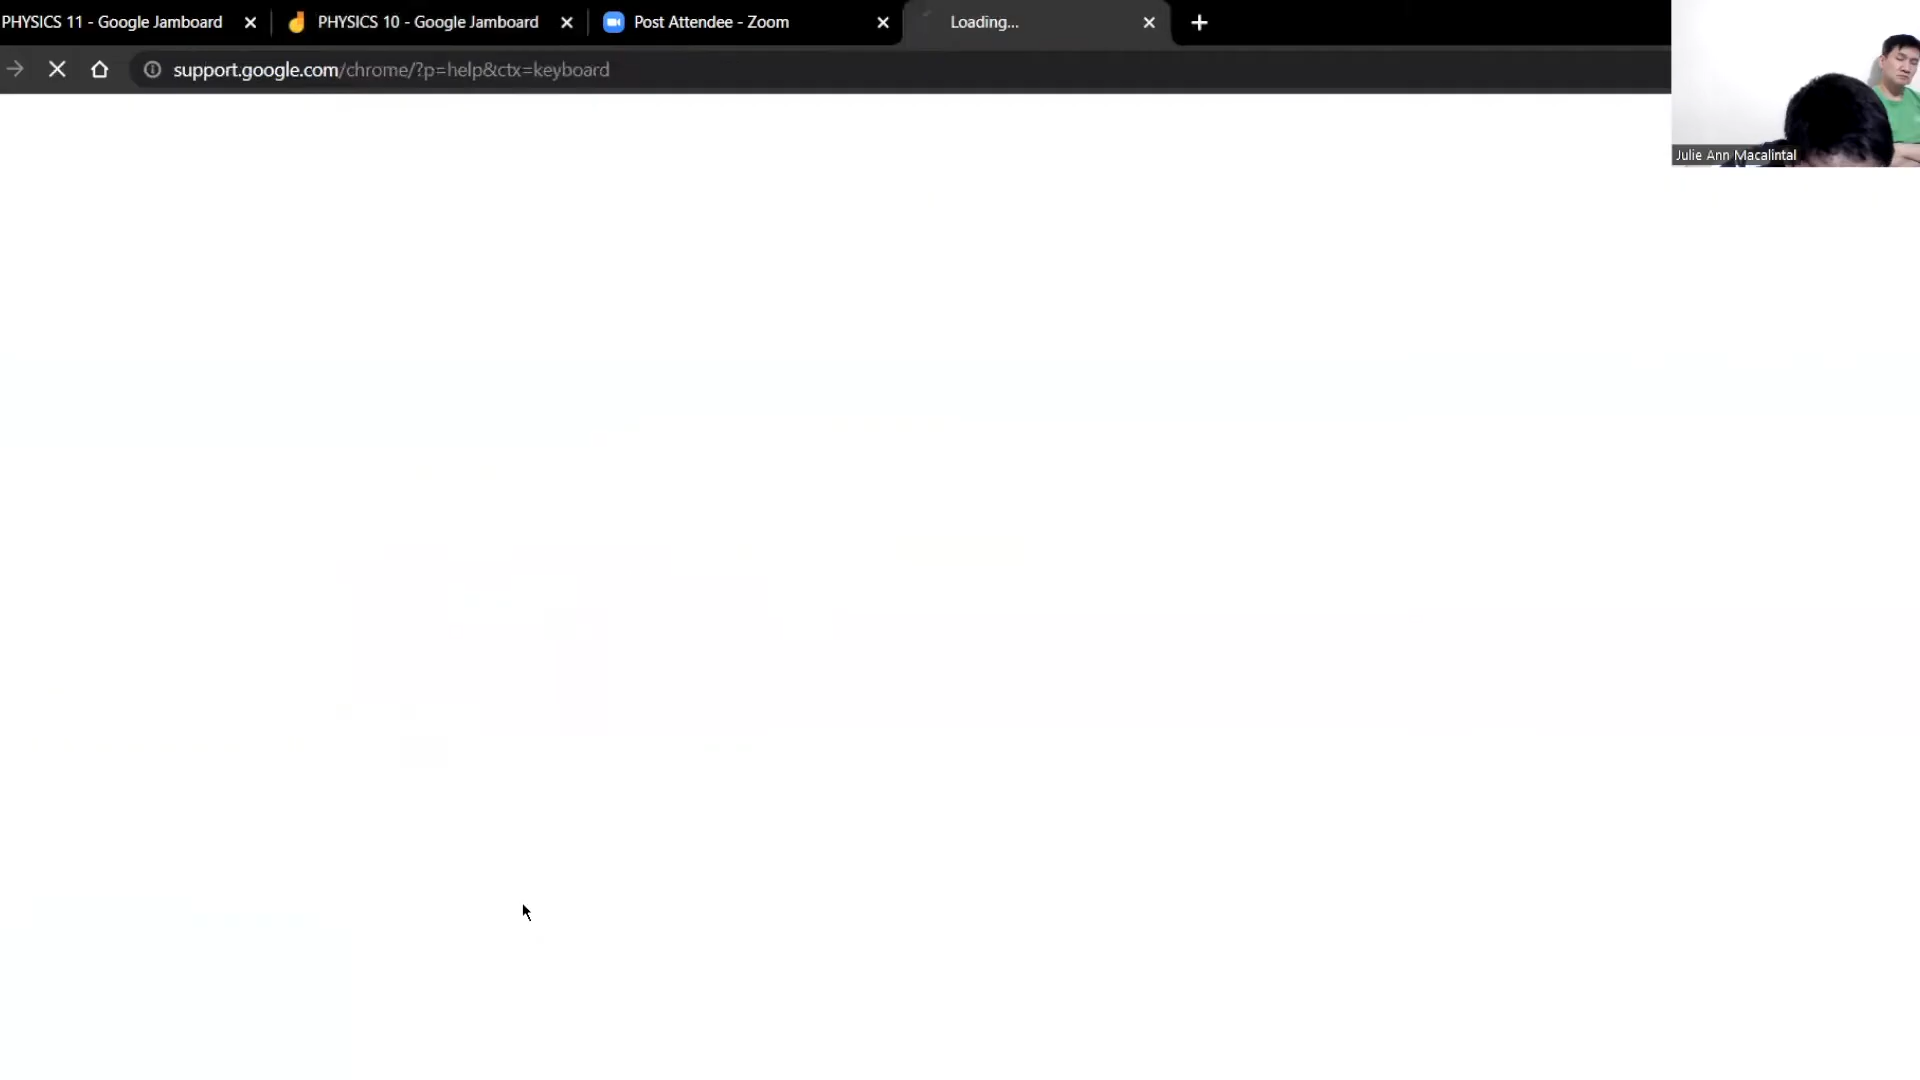 PHYSICS 11 - Google Jamboard
PHYSICS 10 - Google Jamboard
Post Attendee - Zoom
Loading...
support.google.com/chrome/?p=help&ctx=keyboard
Julie Ann Macalintal